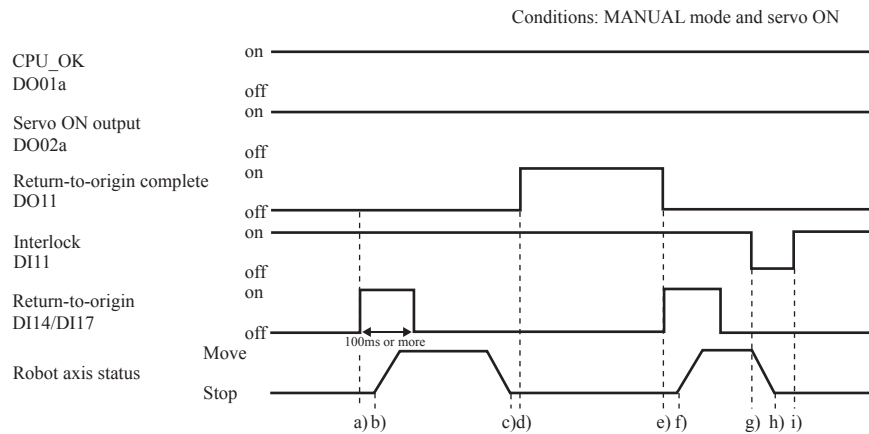 Conditions: MANUAL mode and servo ON
CPU_OK
DO01a
on
off
Servo ON output
DO02a
on
off
Return-to-origin complete
DO11
on
off
Interlock
DI11
on
off
Return-to-origin
DI14/DI17
on
off
100ms or more
Robot axis status
Move
Stop
a) b) c)d) e) f) g) h) i)